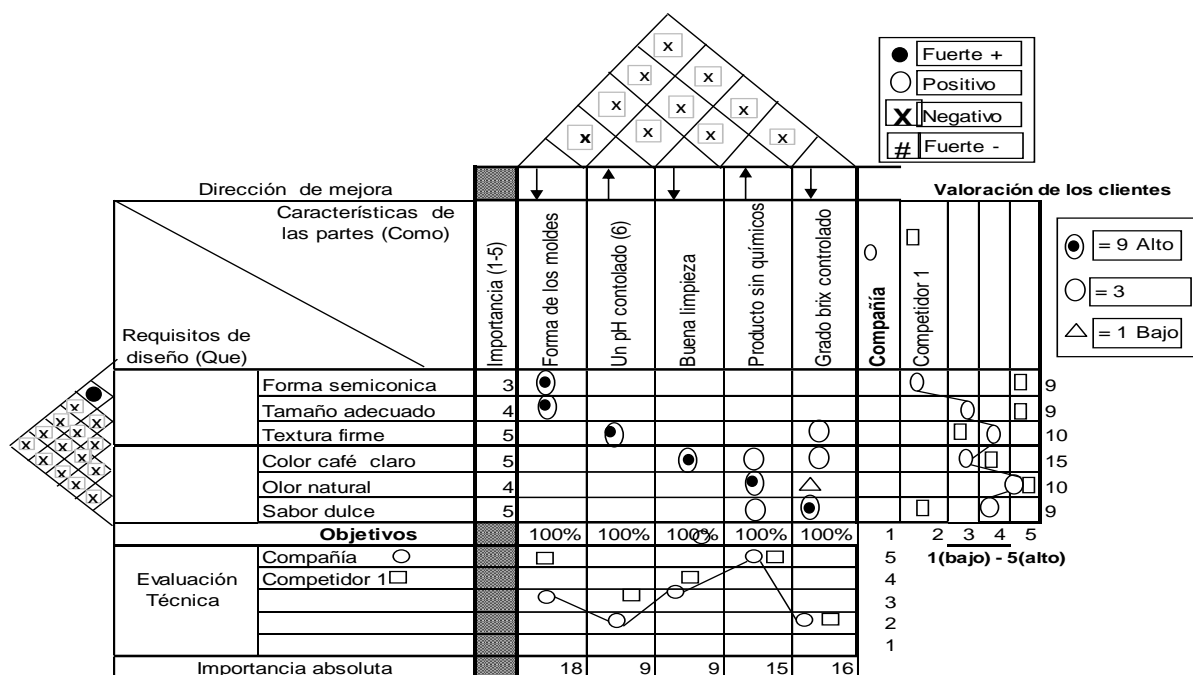 x
x x
x x x
x x x x
Fuerte +
Positivo
X Negativo
# Fuerte -
Dirección de mejora
Valoración de los clientes
Características de
las partes (Como)
Requisitos de
diseño (Que)
Importancia (1-5)
Forma de los moldes
Un pH contolado (6)
Buena limpieza
Producto sin químicos
Grado brix controlado
Compañía
Competidor 1
= 9 Alto
= 3
= 1 Bajo
Forma semiconica 3 9
Tamaño adecuado 4 9
Textura firme 5 10
Color café claro 5 15
Olor natural 4 10
Sabor dulce 5 9
x x x x x x x x x x x x x x
Objetivos 100% 100% 100% 100% 100% 1 2 3 4 5
1(bajo) - 5(alto)
Evaluación
Técnica
Compañía 5
Competidor 1 4
3
2
1
Importancia absoluta 18 9 9 15 16